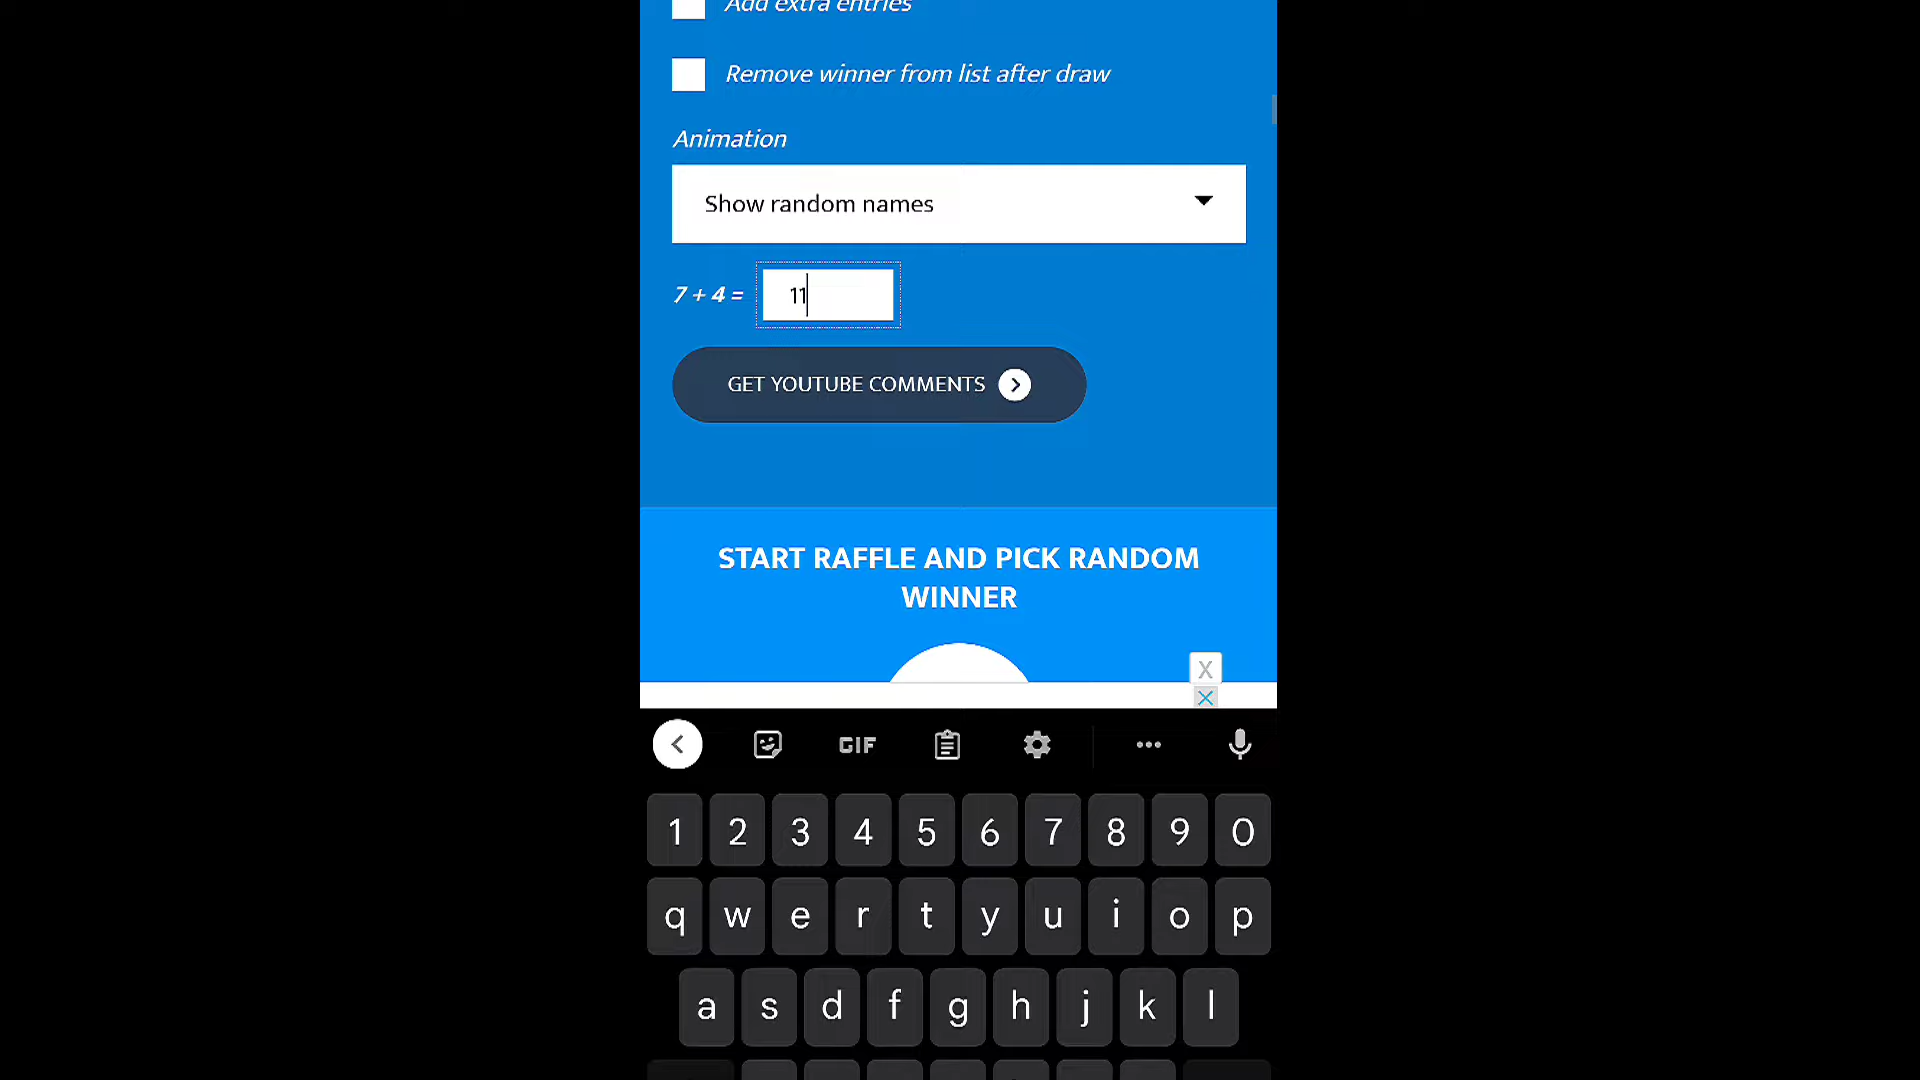 Add extra entries
Remove winner from list after draw
Animation
Show random names
7 + 4 = 11
GET YOUTUBE COMMENTS
START RAFFLE AND PICK RANDOM
WINNER
X
GIF
1 2 3 4 5 6 7 8 9 0
q w e r t y u i o p
a s d f g h j k l